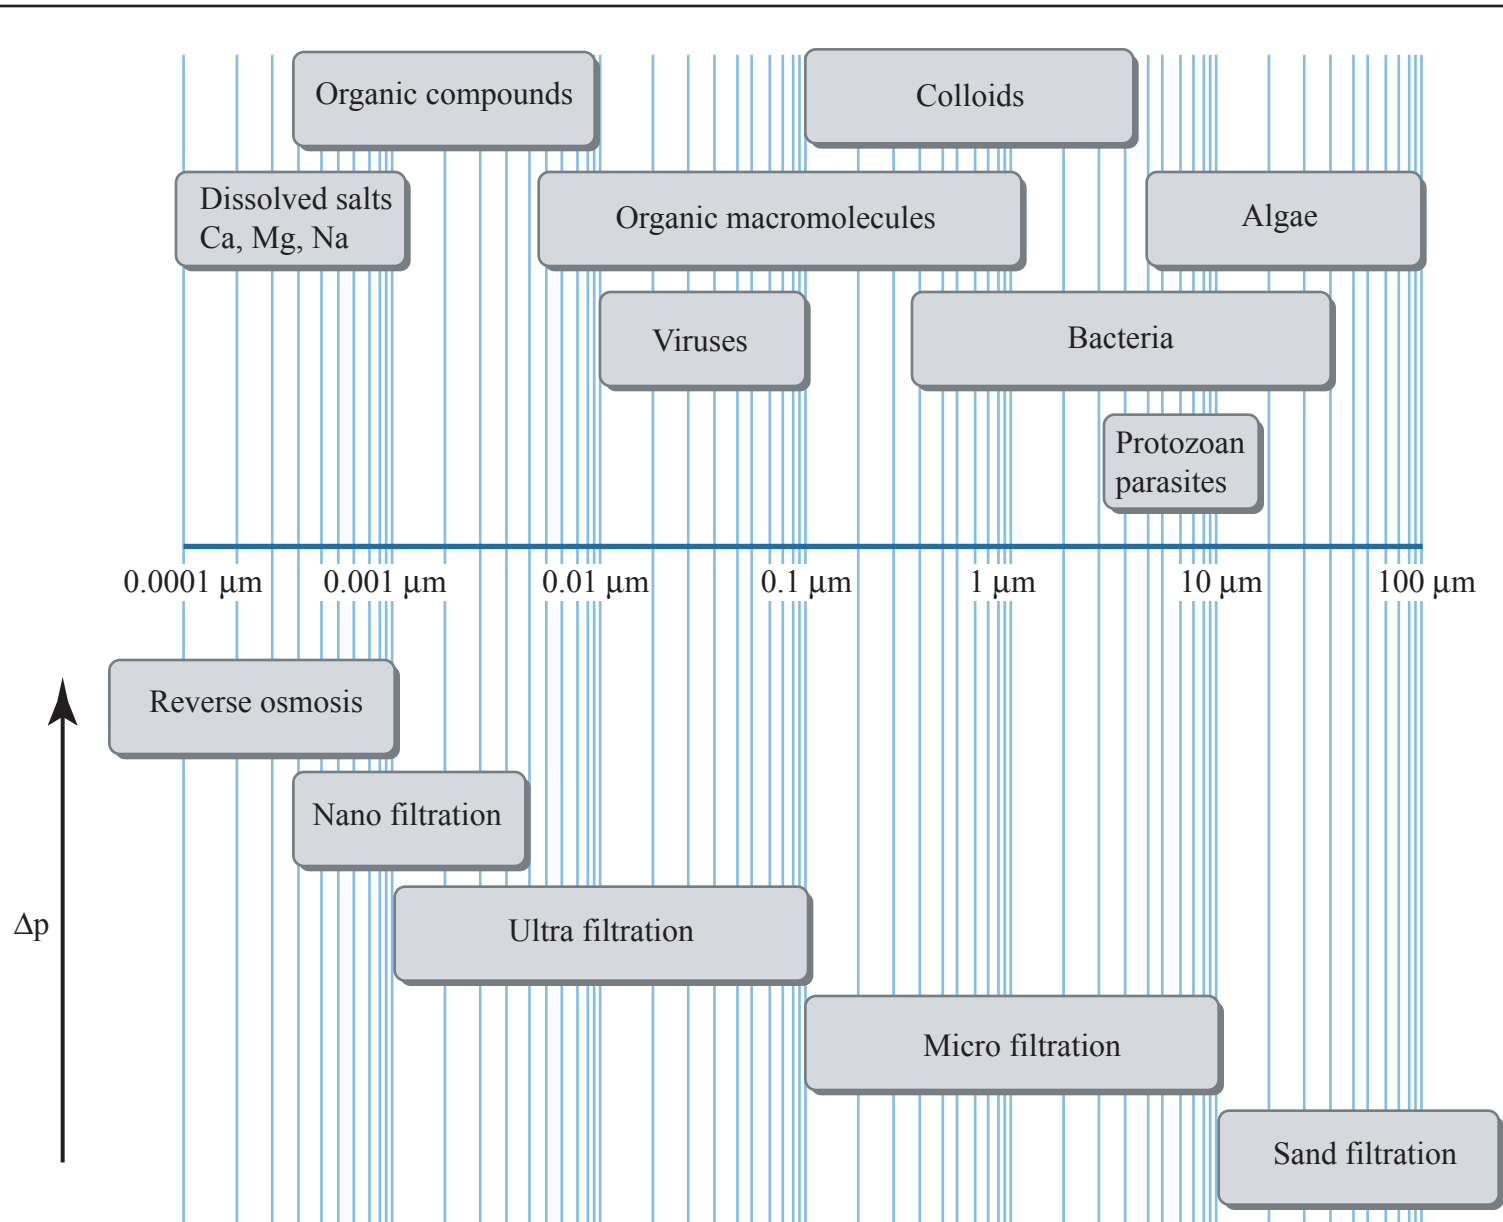 Organic compounds
Colloids
Dissolved salts
Ca, Mg, Na
Organic macromolecules
Algae
Viruses
Bacteria
Protozoan
parasites
0.0001 μm
0.001 μm
0.01 μm
0.1 μm
1 μm
10 μm
100 μm
Reverse osmosis
Nano filtration
Δp
Ultra filtration
Micro filtration
Sand filtration